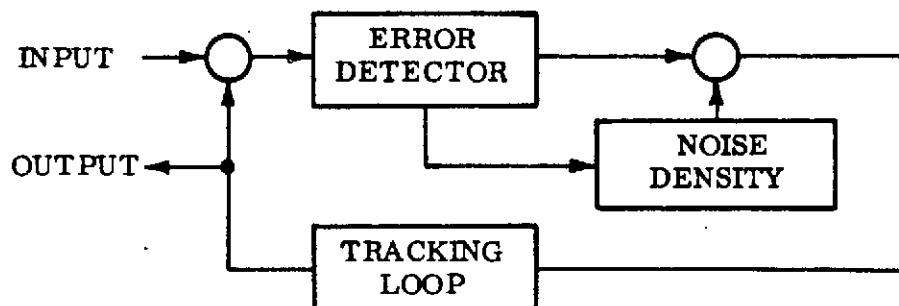 INPUT
ERROR
DETECTOR
OUTPUT
NOISE
DENSITY
TRACKING
LOOP